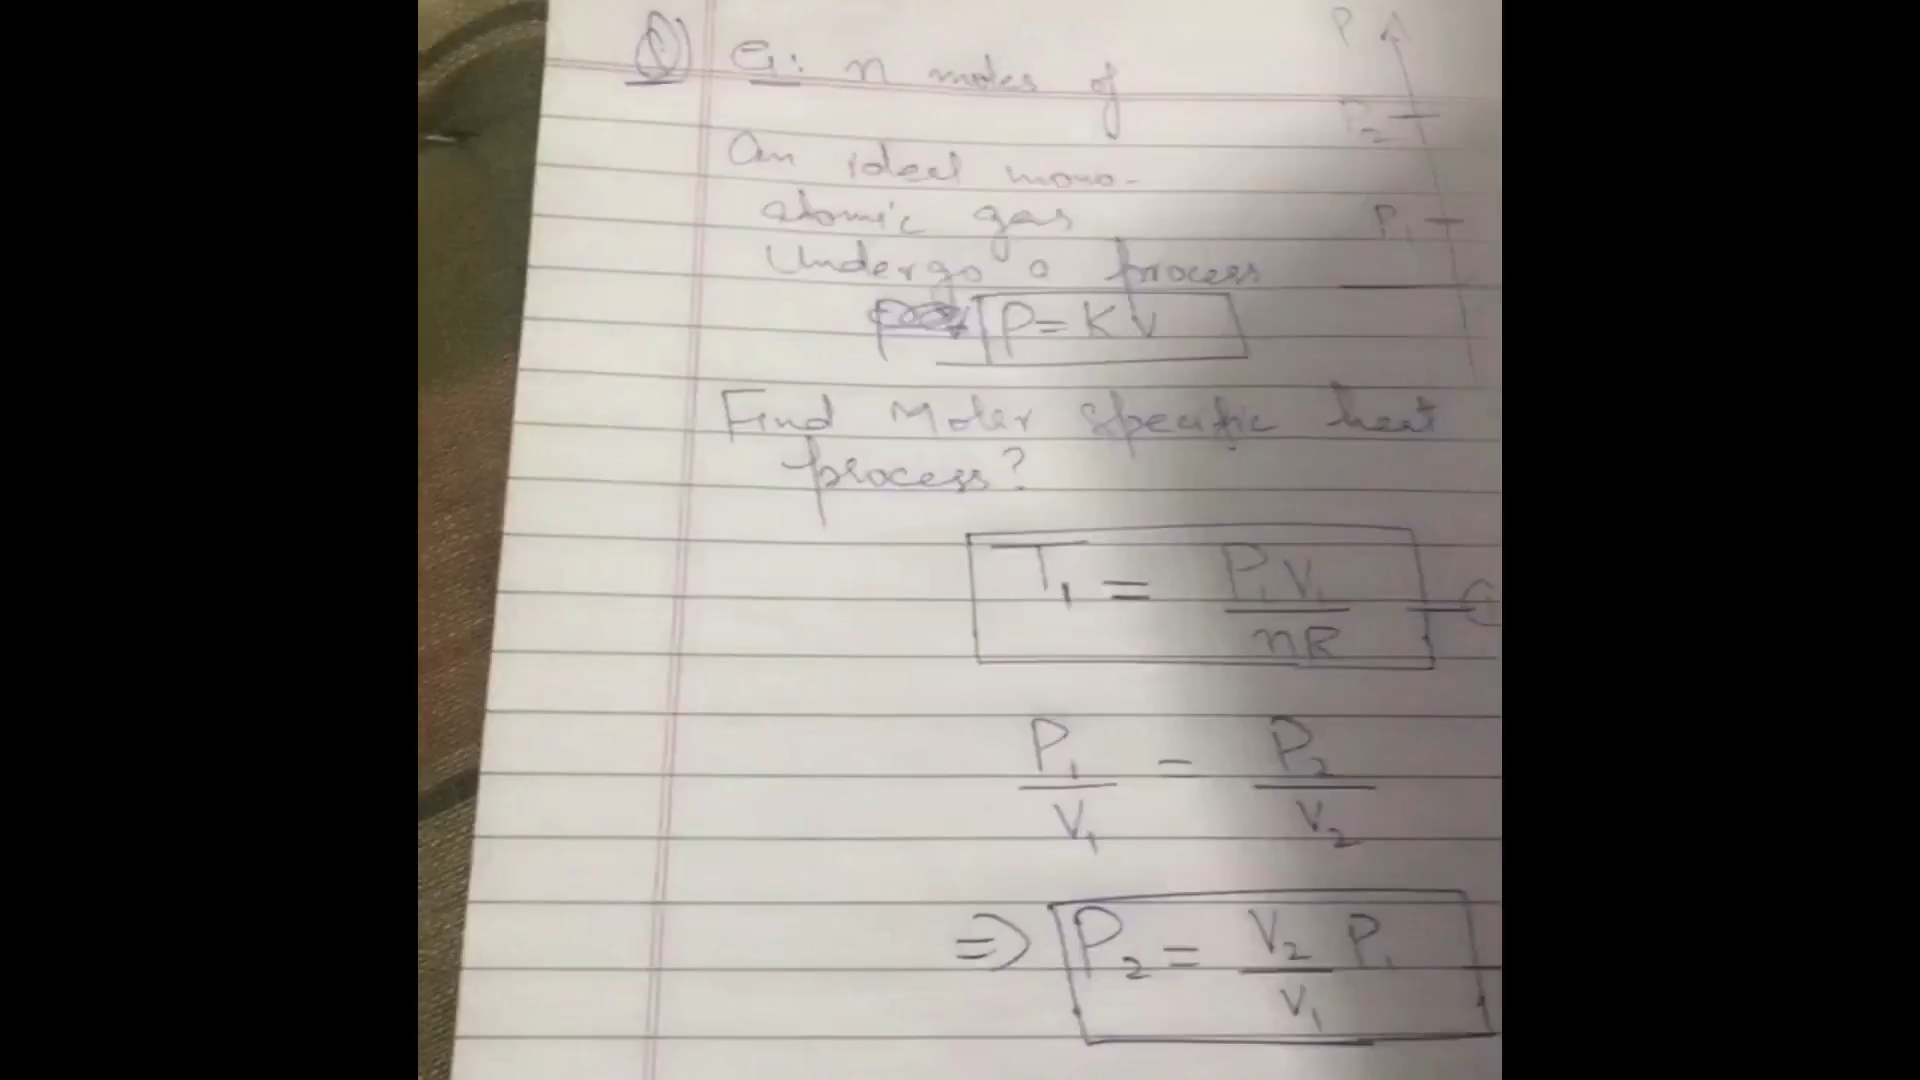 Q) G: n moles of
An ideal mono-
atomic gas
Undergo a process
P = KV
Find Molar Specific heat
process?
P
P2
P1
T1 = P1V1 / nR
P1 / V1 = P2 / V2
⇒ P2 = V2 / V1 P1